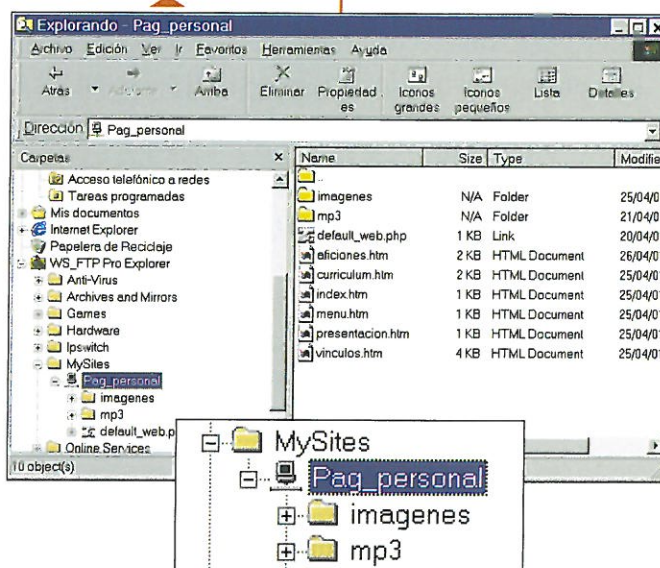 Explorando - Pag_personal
Archivo Edición Ver Ir Favoritos Herramientas Ayuda
Atrás Adelante Arriba Eliminar Propiedades Iconos grandes Iconos pequeños Lista Detalles
Dirección Pag_personal
Carpetas
Acceso telefónico a redes
Tareas programadas
Mis documentos
Internet Explorer
Papelera de Reciclaje
WS_FTP Pro Explorer
Anti-Virus
Archives and Mirrors
Games
Hardware
Ipswitch
MySites
Pag_personal
imagenes
mp3
default_web.p
Online Services
Name Size Type Modifie
..
imagenes N/A Folder 25/04/0
mp3 N/A Folder 21/04/0
default_web.php 1 KB Link 20/04/0
aficiones.htm 2 KB HTML Document 26/04/0
curriculum.htm 2 KB HTML Document 25/04/0
index.htm 1 KB HTML Document 25/04/0
menu.htm 1 KB HTML Document 25/04/0
presentacion.htm 1 KB HTML Document 25/04/0
vinculos.htm 4 KB HTML Document 25/04/0
10 object(s)
MySites
Pag_personal
imagenes
mp3